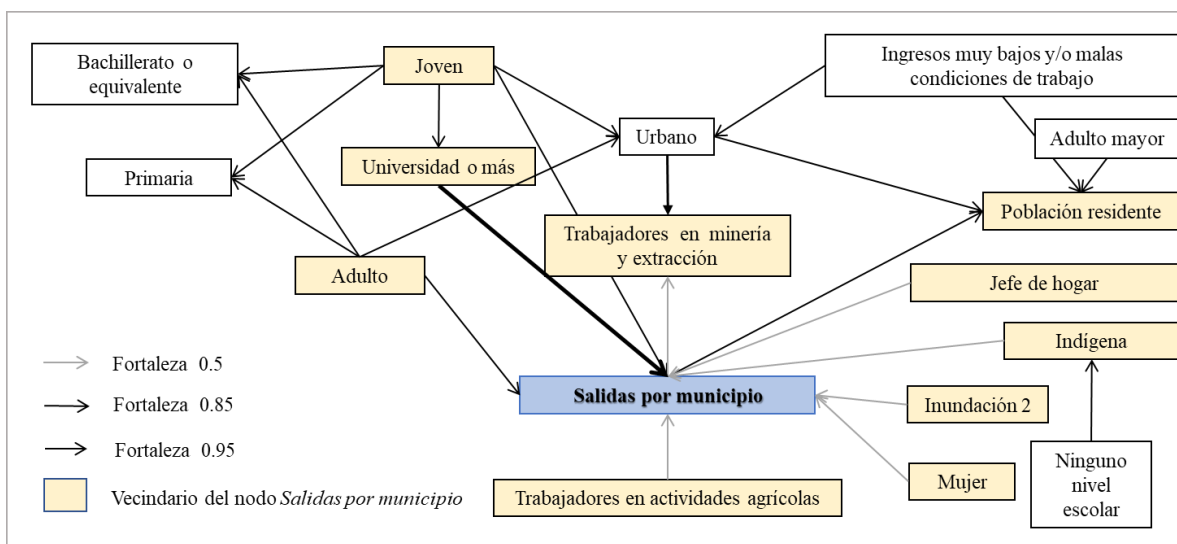 Bachillerato o
equivalente
Joven
Ingresos muy bajos y/o malas
condiciones de trabajo
Urbano
Adulto mayor
Primaria
Universidad o más
Población residente
Trabajadores en minería
y extracción
Adulto
Jefe de hogar
Indígena
Fortaleza 0.5
Fortaleza 0.85
Fortaleza 0.95
Salidas por municipio
Inundación 2
Ninguno
nivel
escolar
Mujer
Trabajadores en actividades agrícolas
Vecindario del nodo Salidas por municipio